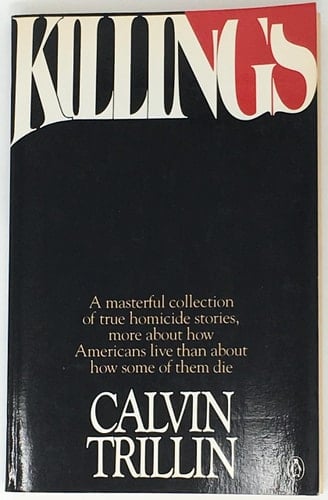 KILLINGS
A masterful collection
of true homicide stories,
more about how
Americans live than about
how some of them die
CALVIN
TRILLIN